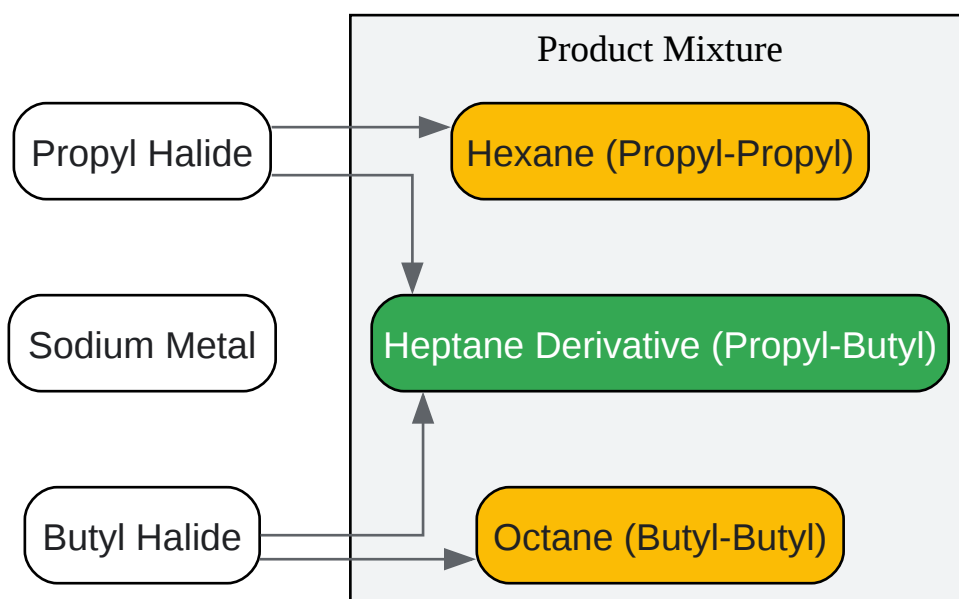 Product Mixture
Propyl Halide
Hexane (Propyl-Propyl)
Sodium Metal
Heptane Derivative (Propyl-Butyl)
Butyl Halide
Octane (Butyl-Butyl)